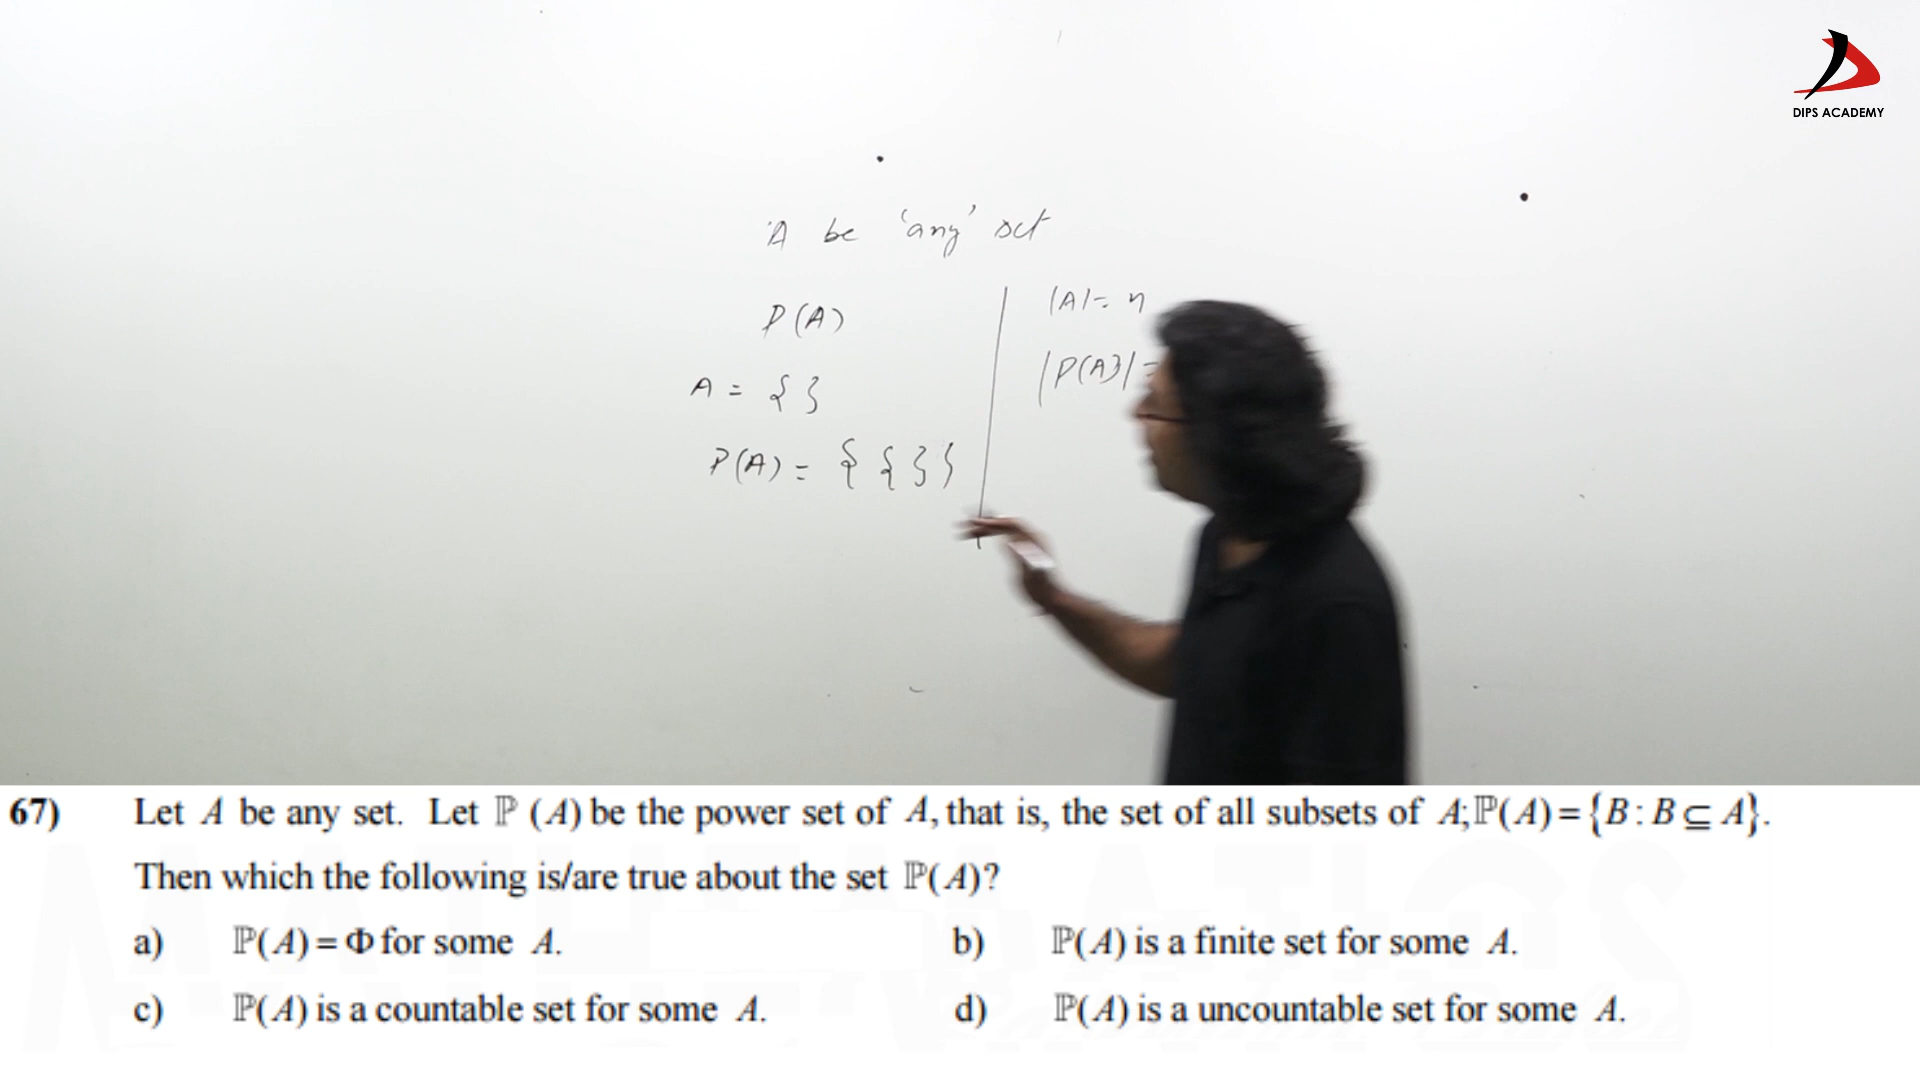 DIPS ACADEMY
A be 'any' set
P(A)
A = { }
P(A) = { { } }
|A| = n
|P(A)| =
67) Let A be any set. Let ℙ (A) be the power set of A, that is, the set of all subsets of A; ℙ(A) = {B : B ⊆ A}.
Then which the following is/are true about the set ℙ(A)?
a) ℙ(A) = Φ for some A. b) ℙ(A) is a finite set for some A.
c) ℙ(A) is a countable set for some A. d) ℙ(A) is a uncountable set for some A.